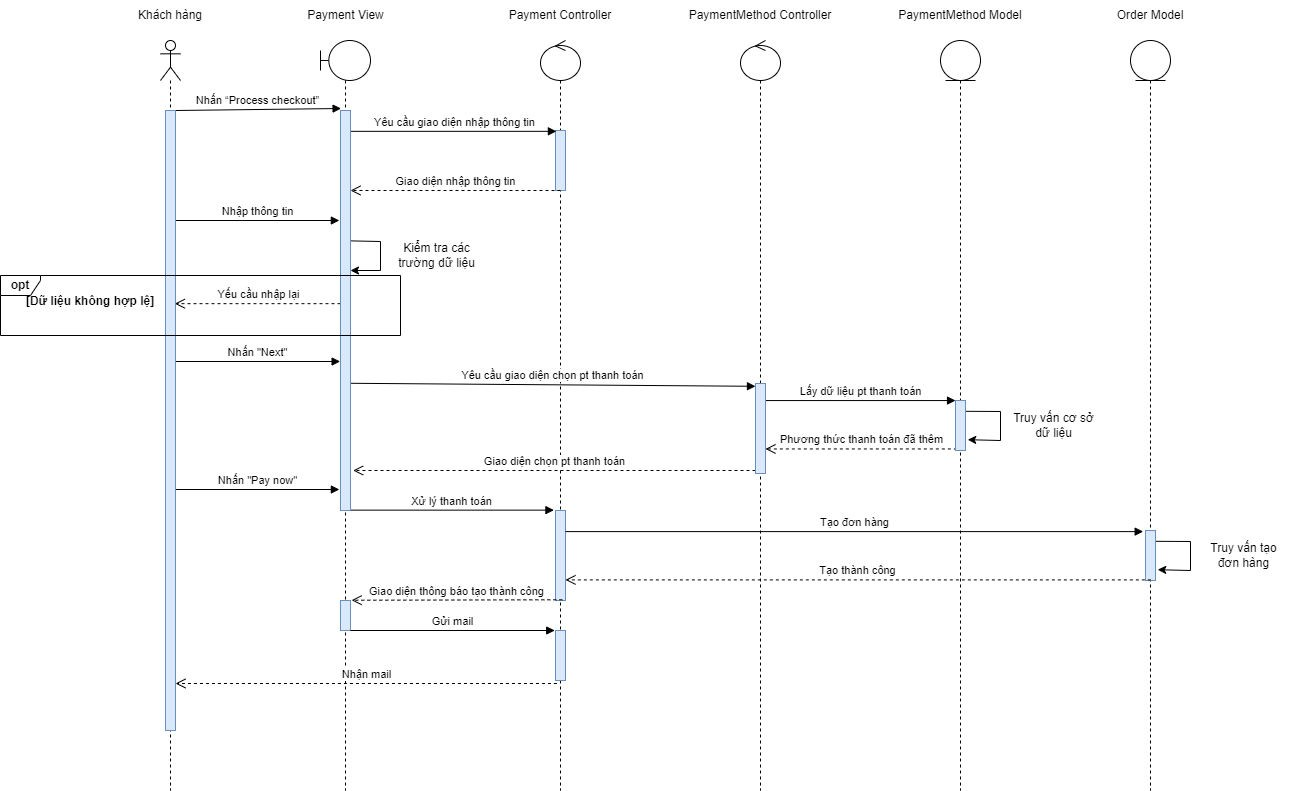 Khách hàng
Payment View
Payment Controller
PaymentMethod Controller
PaymentMethod Model
Order Model
Nhấn “Process checkout”
Yêu cầu giao diện nhập thông tin
Giao diện nhập thông tin
Nhập thông tin
Kiểm tra các
trường dữ liệu
opt
[Dữ liệu không hợp lệ]
Yếu cầu nhập lại
Nhấn "Next"
Yêu cầu giao diện chọn pt thanh toán
Lấy dữ liệu pt thanh toán
Truy vấn cơ sở
dữ liệu
Phương thức thanh toán đã thêm
Giao diện chọn pt thanh toán
Nhấn "Pay now"
Xử lý thanh toán
Tạo đơn hàng
Truy vấn tạo
đơn hàng
Tạo thành công
Giao diện thông báo tạo thành công
Gửi mail
Nhận mail